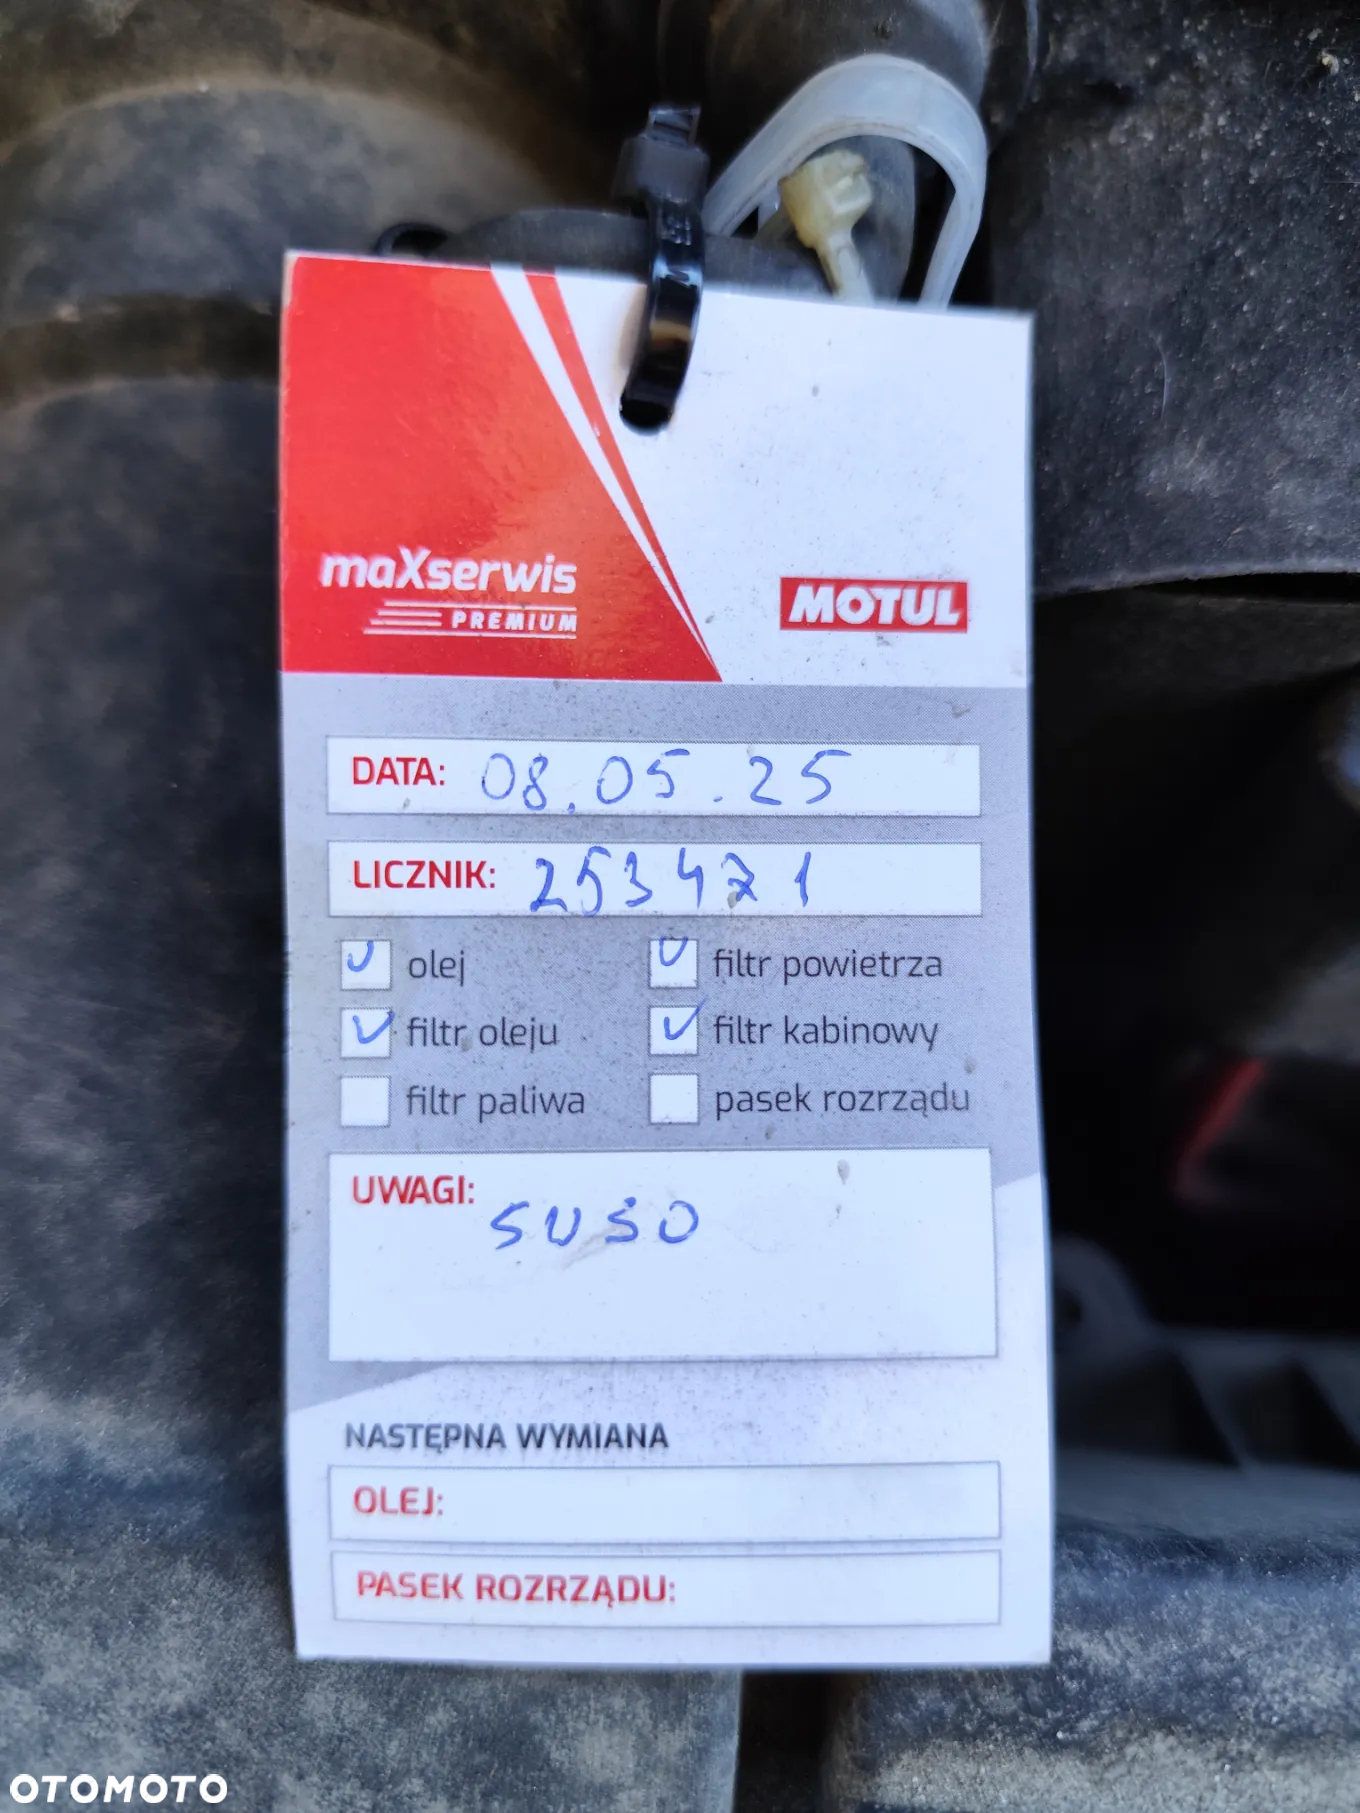 maXserwis
PREMIUM
MOTUL
DATA: 08.05.25
LICZNIK: 253471
olej
filtr powietrza
filtr oleju
filtr kabinowy
filtr paliwa
pasek rozrządu
UWAGI:
5W30
NASTĘPNA WYMIANA
OLEJ:
PASEK ROZRZĄDU:
OTOMOTO